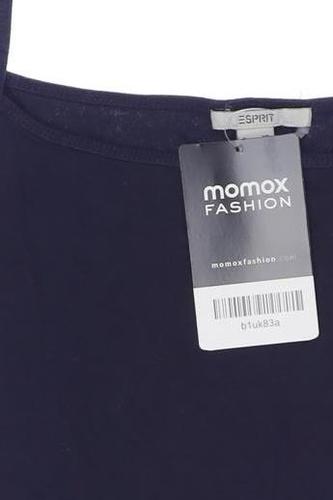 ESPRIT
momox
FASHION
momoxfashion.com
b1uk83a